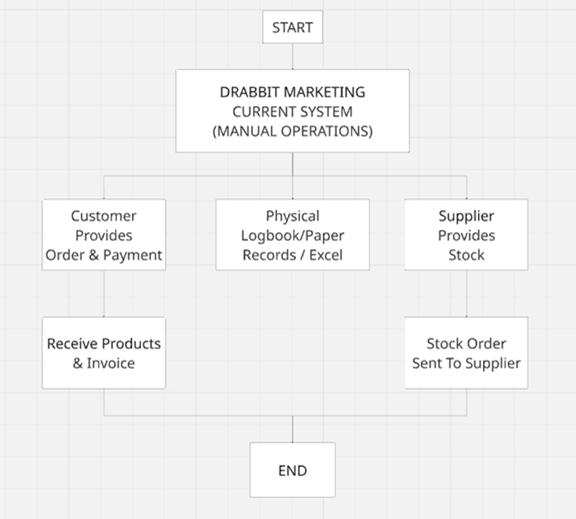 START
DRABBIT MARKETING
CURRENT SYSTEM
(MANUAL OPERATIONS)
Customer
Provides
Order & Payment
Physical
Logbook/Paper
Records / Excel
Supplier
Provides
Stock
Receive Products
& Invoice
Stock Order
Sent To Supplier
END